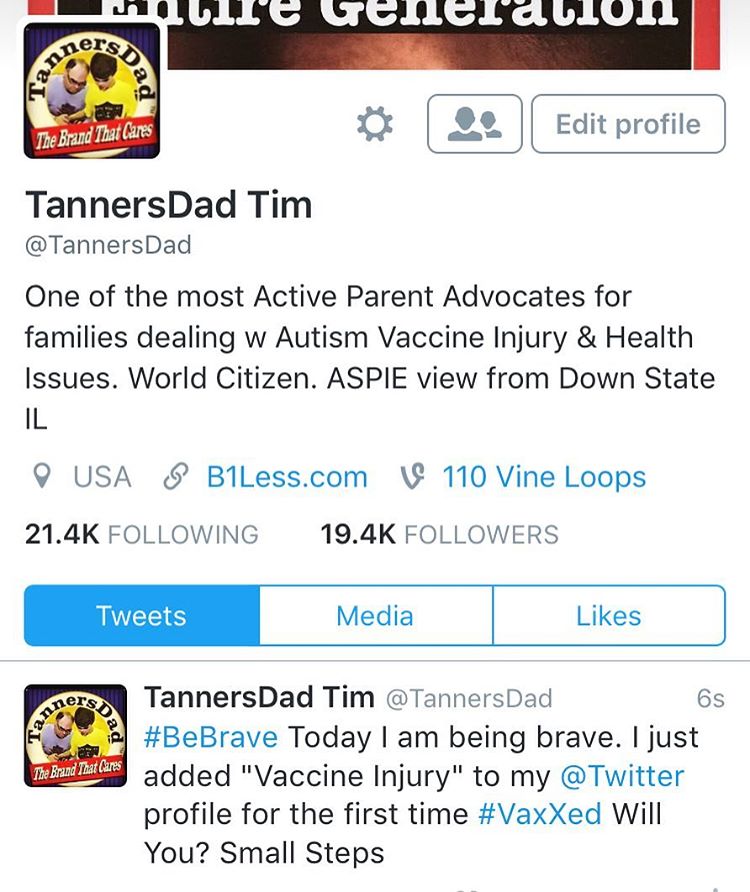 Entire Generation
TannersDad
The Brand That Cares
Edit profile
TannersDad Tim
@TannersDad
One of the most Active Parent Advocates for
families dealing w Autism Vaccine Injury & Health
Issues. World Citizen. ASPIE view from Down State
IL
USA B1Less.com 110 Vine Loops
21.4K FOLLOWING 19.4K FOLLOWERS
Tweets Media Likes
TannersDad
The Brand That Cares
TannersDad Tim @TannersDad 6s
#BeBrave Today I am being brave. I just
added "Vaccine Injury" to my @Twitter
profile for the first time #VaxXed Will
You? Small Steps